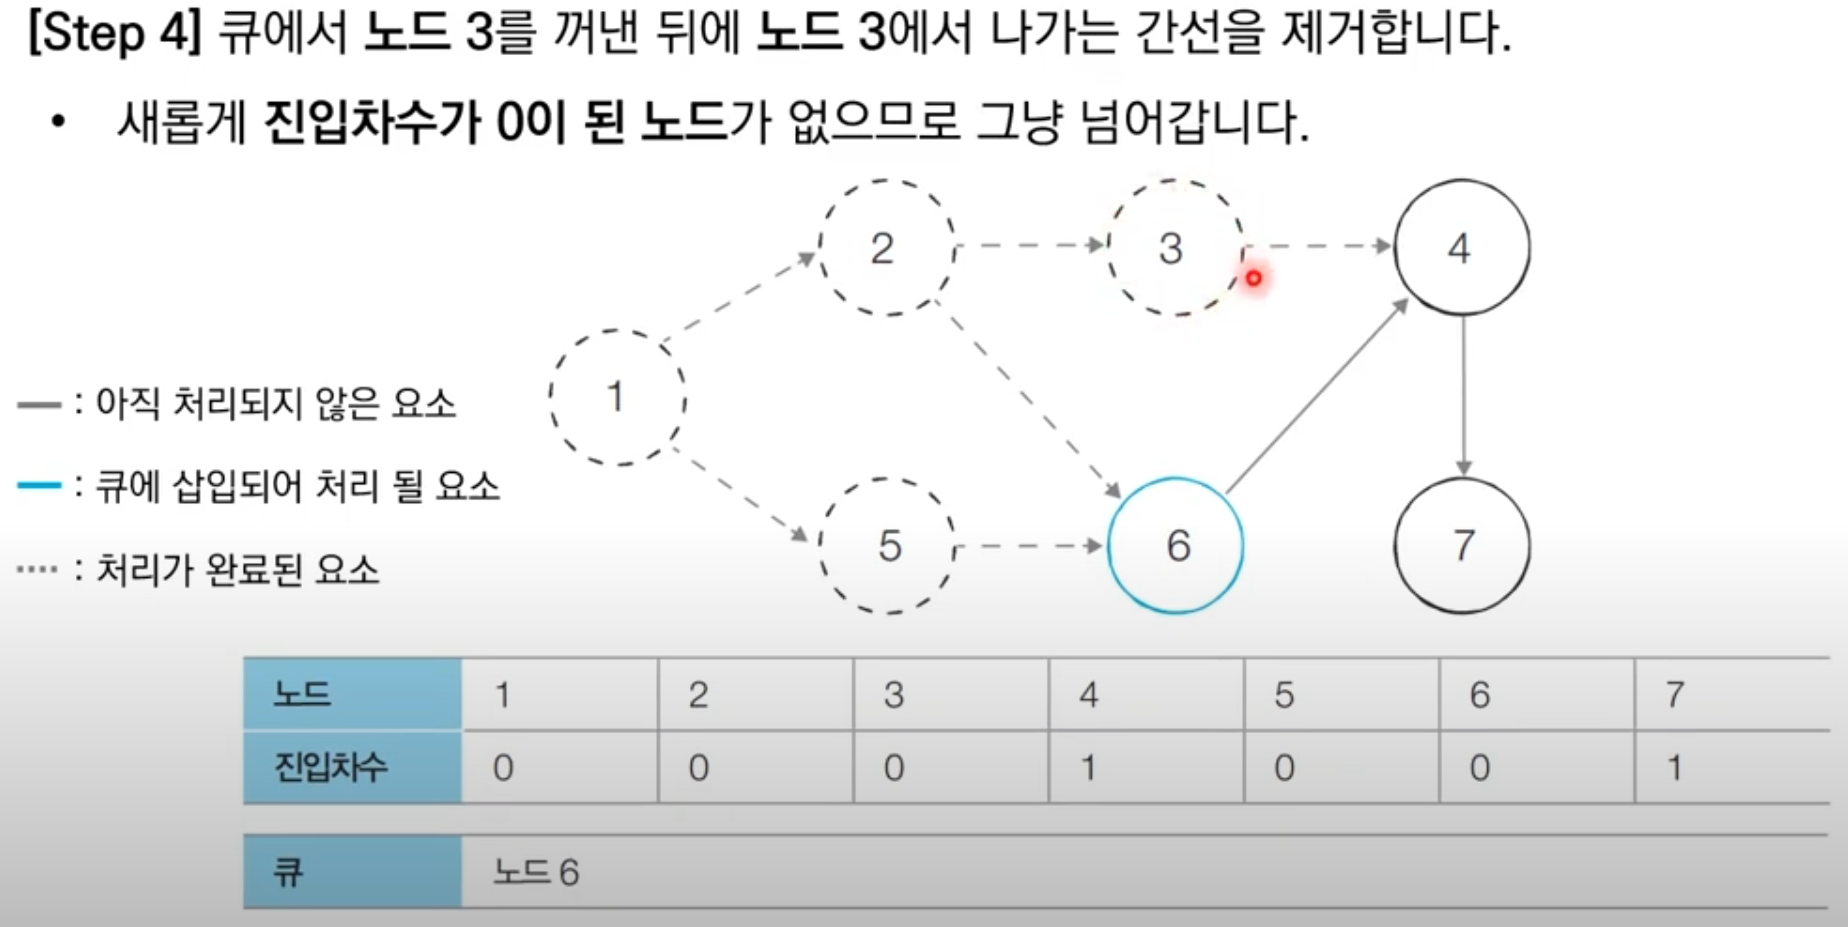 [Step 4] 큐에서 노드 3를 꺼낸 뒤에 노드 3에서 나가는 간선을 제거합니다.
• 새롭게 진입차수가 0이 된 노드가 없으므로 그냥 넘어갑니다.
2 3 4
1
: 아직 처리되지 않은 요소
: 큐에 삽입되어 처리 될 요소
5 6 7
: 처리가 완료된 요소
노드 1 2 3 4 5 6 7
진입차수 0 0 0 1 0 0 1
큐 노드 6